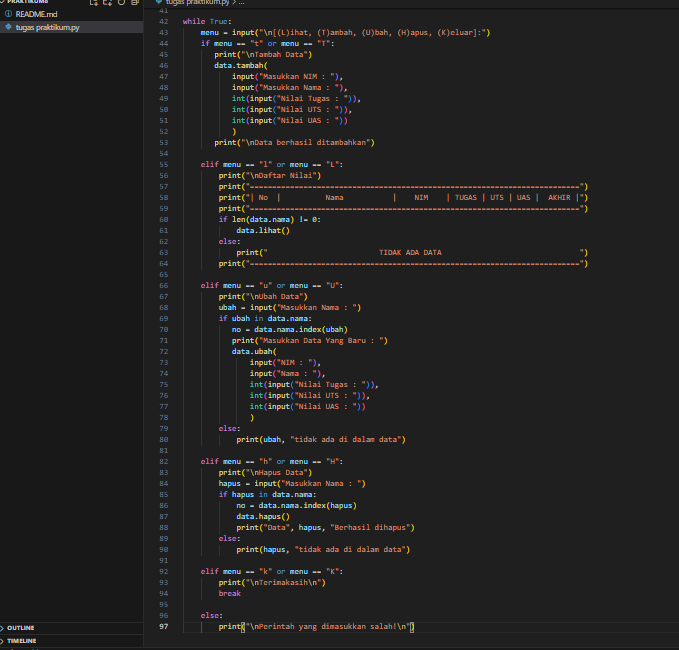 PRAKTIKUM8
tugas praktikum.py > ...
README.md
tugas praktikum.py
41
42 while True:
43 menu = input("\n[(L)ihat, (T)ambah, (U)bah, (H)apus, (K)eluar]:")
44 if menu == "t" or menu == "T":
45 print("\nTambah Data")
46 data.tambah(
47 input("Masukkan NIM : "),
48 input("Masukkan Nama : "),
49 int(input("Nilai Tugas : ")),
50 int(input("Nilai UTS : ")),
51 int(input("Nilai UAS : "))
52 )
53 print("\nData berhasil ditambahkan")
54
55 elif menu == "l" or menu == "L":
56 print("\nDaftar Nilai")
57 print("==========================================================================")
58 print("| No | Nama | NIM | TUGAS | UTS | UAS | AKHIR |")
59 print("==========================================================================")
60 if len(data.nama) != 0:
61 data.lihat()
62 else:
63 print(" TIDAK ADA DATA ")
64 print("==========================================================================")
65
66 elif menu == "u" or menu == "U":
67 print("\nUbah Data")
68 ubah = input("Masukkan Nama : ")
69 if ubah in data.nama:
70 no = data.nama.index(ubah)
71 print("Masukkan Data Yang Baru : ")
72 data.ubah(
73 input("NIM : "),
74 input("Nama : "),
75 int(input("Nilai Tugas : ")),
76 int(input("Nilai UTS : ")),
77 int(input("Nilai UAS : "))
78 )
79 else:
80 print(ubah, "tidak ada di dalam data")
81
82 elif menu == "h" or menu == "H":
83 print("\nHapus Data")
84 hapus = input("Masukkan Nama : ")
85 if hapus in data.nama:
86 no = data.nama.index(hapus)
87 data.hapus()
88 print("Data", hapus, "Berhasil dihapus")
89 else:
90 print(hapus, "tidak ada di dalam data")
91
92 elif menu == "k" or menu == "K":
93 print("\nTerimakasih\n")
94 break
95
96 else:
97 print("\nPerintah yang dimasukkan salah!\n")
OUTLINE
TIMELINE